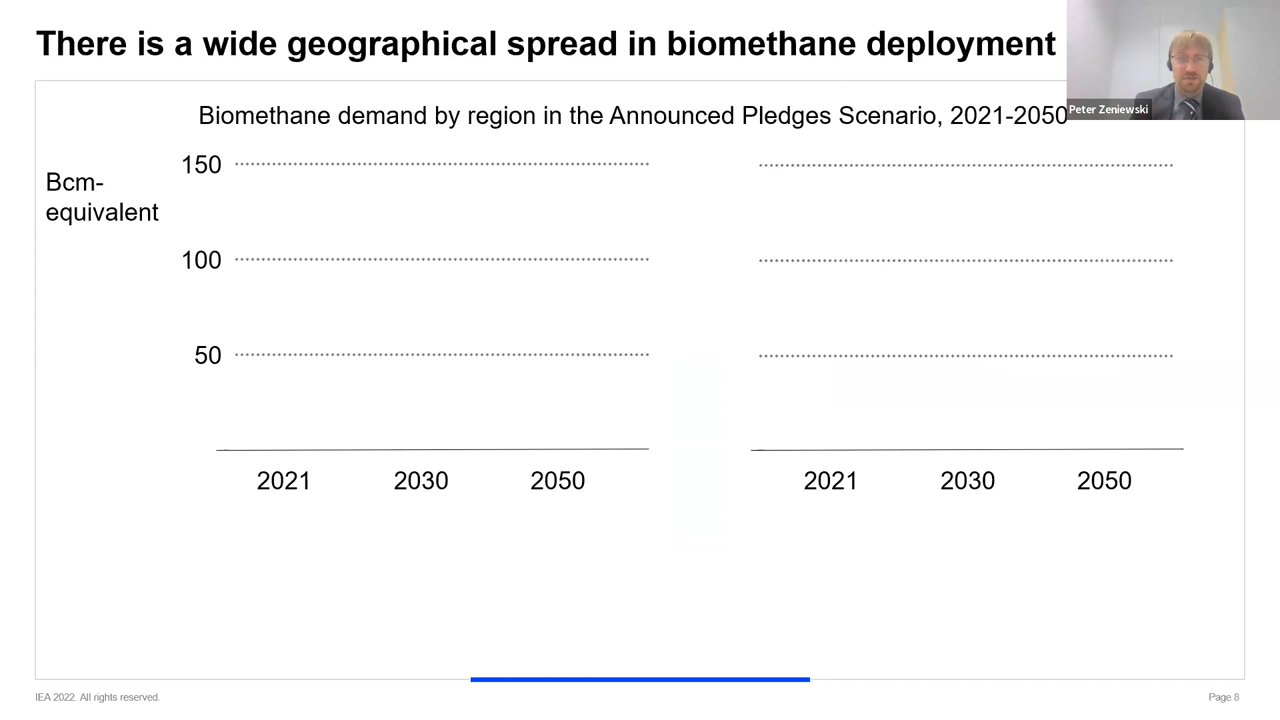 There is a wide geographical spread in biomethane deployment
Peter Zeniewski
Biomethane demand by region in the Announced Pledges Scenario, 2021-2050
Bcm-
equivalent
150
100
50
2021 2030 2050
2021 2030 2050
IEA 2022. All rights reserved.
Page 8